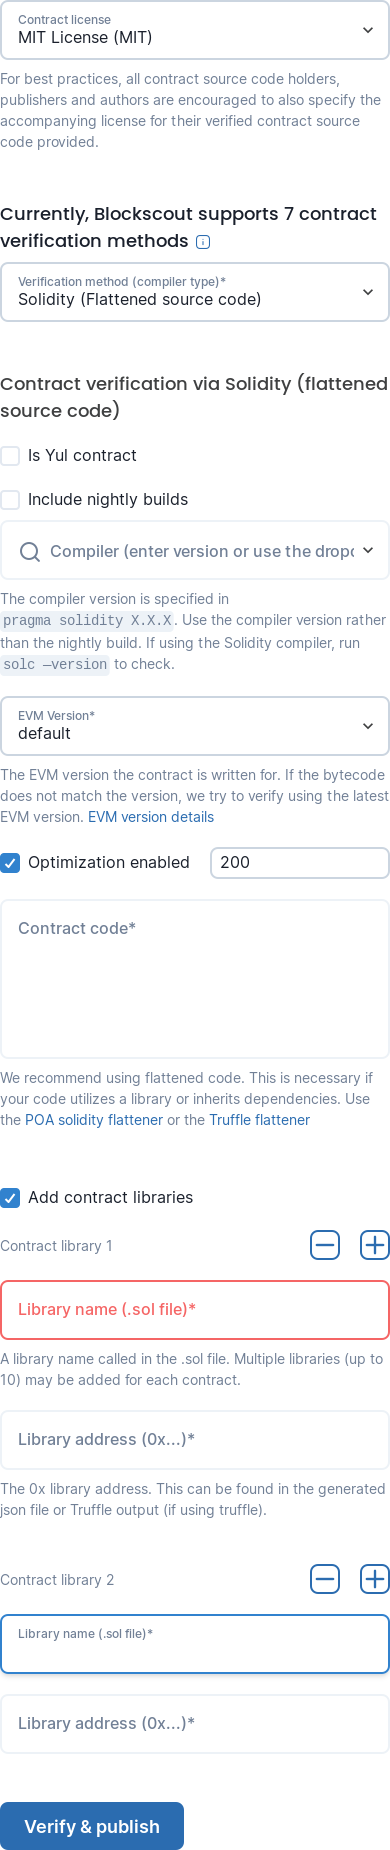 Contract license
MIT License (MIT)
For best practices, all contract source code holders,
publishers and authors are encouraged to also specify the
accompanying license for their verified contract source
code provided.
Currently, Blockscout supports 7 contract
verification methods
Verification method (compiler type)*
Solidity (Flattened source code)
Contract verification via Solidity (flattened
source code)
Is Yul contract
Include nightly builds
Compiler (enter version or use the dropd
The compiler version is specified in
pragma solidity X.X.X. Use the compiler version rather
than the nightly build. If using the Solidity compiler, run
solc —version to check.
EVM Version*
default
The EVM version the contract is written for. If the bytecode
does not match the version, we try to verify using the latest
EVM version. EVM version details
Optimization enabled 200
Contract code*
We recommend using flattened code. This is necessary if
your code utilizes a library or inherits dependencies. Use
the POA solidity flattener or the Truffle flattener
Add contract libraries
Contract library 1
Library name (.sol file)*
A library name called in the .sol file. Multiple libraries (up to
10) may be added for each contract.
Library address (0x...)*
The 0x library address. This can be found in the generated
json file or Truffle output (if using truffle).
Contract library 2
Library name (.sol file)*
Library address (0x...)*
Verify & publish